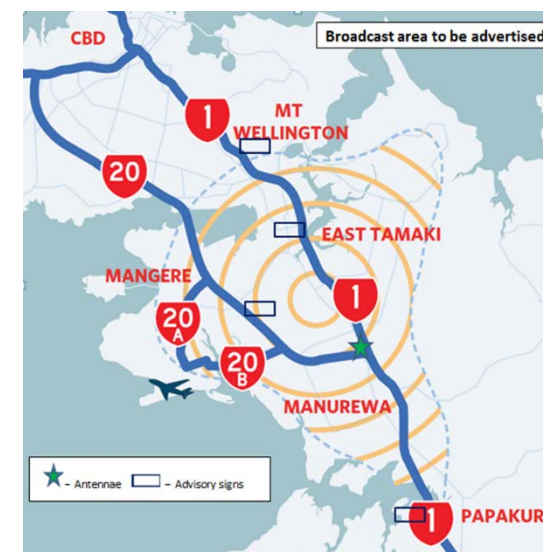 CBD
Broadcast area to be advertised
1
MT
WELLINGTON
20
EAST TAMAKI
MANGERE
1
20
A
20
B
MANUREWA
– Antennae
– Advisory signs
1
PAPAKUR